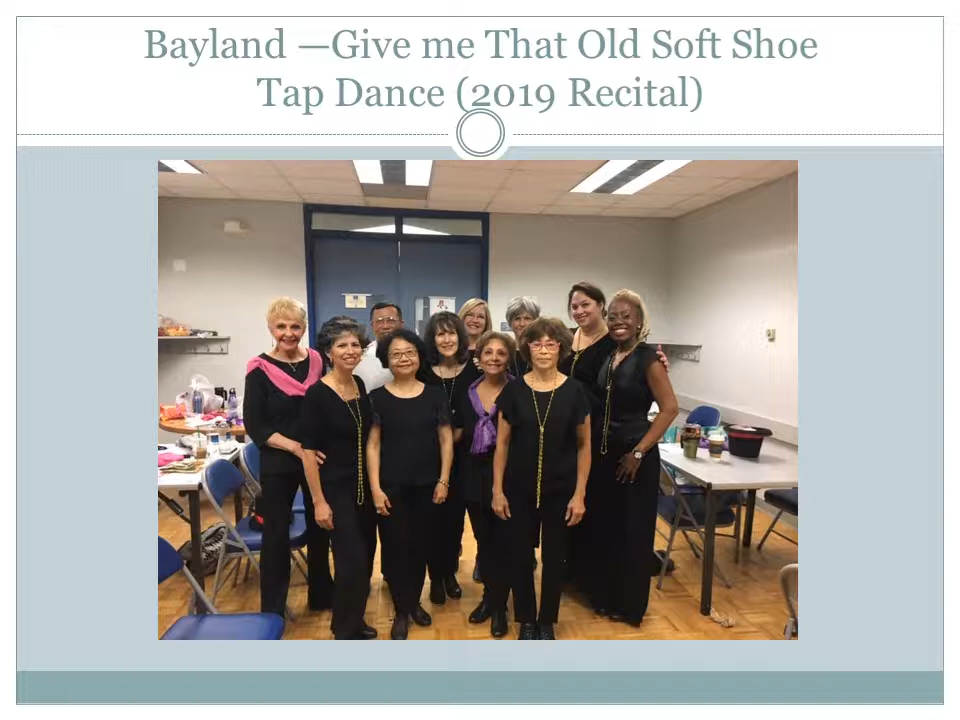 Bayland —Give me That Old Soft Shoe
Tap Dance (2019 Recital)